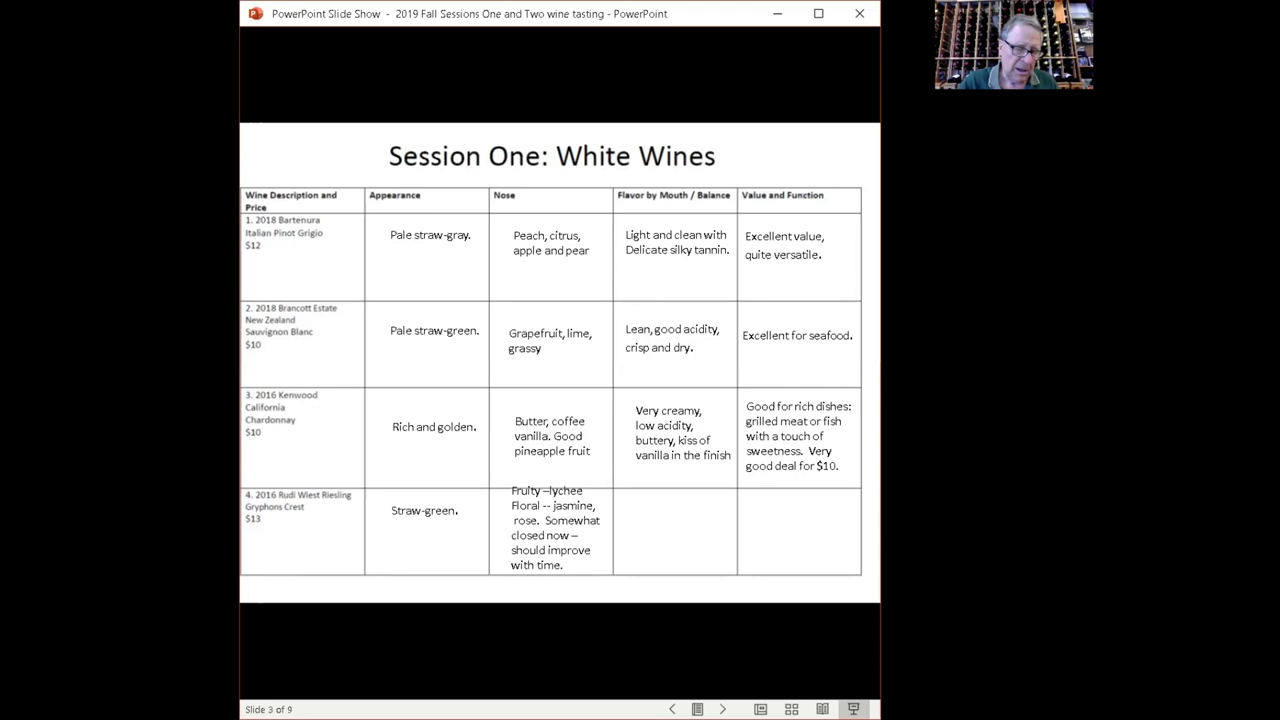 PowerPoint Slide Show - 2019 Fall Sessions One and Two wine tasting - PowerPoint
Session One: White Wines
Wine Description and
Price
Appearance
Nose
Flavor by Mouth / Balance
Value and Function
1. 2018 Bartenura
Italian Pinot Grigio
$12
Pale straw-gray.
Peach, citrus,
apple and pear
Light and clean with
Delicate silky tannin.
Excellent value,
quite versatile.
2. 2018 Brancott Estate
New Zealand
Sauvignon Blanc
$10
Pale straw-green.
Grapefruit, lime,
grassy
Lean, good acidity,
crisp and dry.
Excellent for seafood.
3. 2016 Kenwood
California
Chardonnay
$10
Rich and golden.
Butter, coffee
vanilla. Good
pineapple fruit
Very creamy,
low acidity,
buttery, kiss of
vanilla in the finish
Good for rich dishes:
grilled meat or fish
with a touch of
sweetness. Very
good deal for $10.
4. 2016 Rudi Wiest Riesling
Gryphons Crest
$13
Straw-green.
Fruity –lychee
Floral -- jasmine,
rose. Somewhat
closed now –
should improve
with time.
Slide 3 of 9